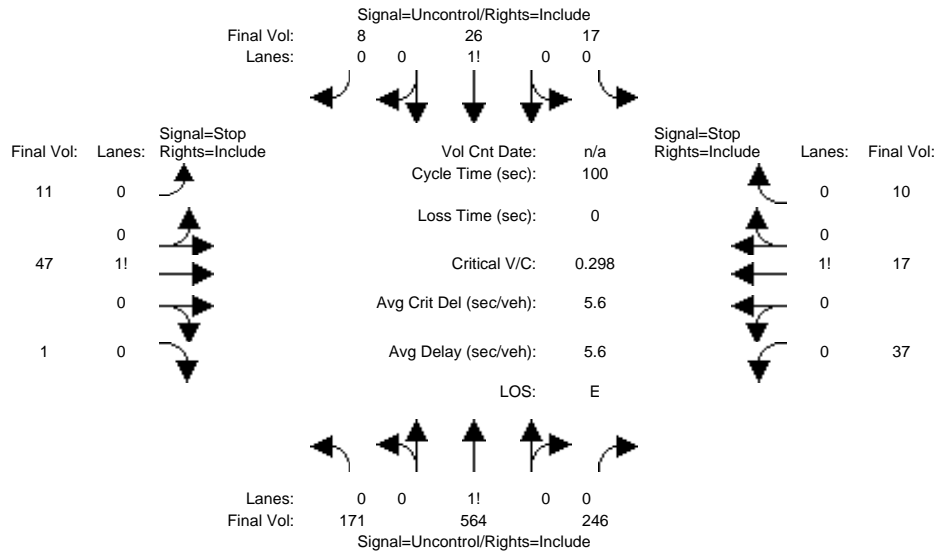 Signal=Uncontrol/Rights=Include
Final Vol: 8 26 17
Lanes: 0 0 1! 0 0
Signal=Stop
Final Vol: Lanes: Rights=Include
Vol Cnt Date: n/a
Signal=Stop
Rights=Include Lanes: Final Vol:
Cycle Time (sec): 100
11 0
0 10
Loss Time (sec): 0
0
0
47 1!
Critical V/C: 0.298
1! 17
0
Avg Crit Del (sec/veh): 5.6
0
1 0
Avg Delay (sec/veh): 5.6
0 37
LOS: E
Lanes: 0 0 1! 0 0
Final Vol: 171 564 246
Signal=Uncontrol/Rights=Include